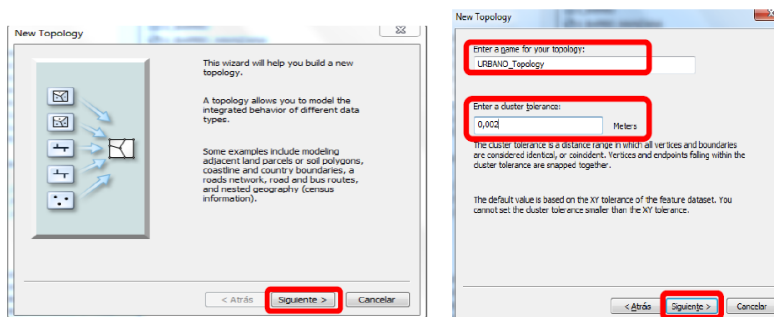 New Topology
This wizard will help you build a new
topology.
A topology allows you to model the
integrated behavior of different data
types.
Some examples include modeling
adjacent land parcels or soil polygons,
coastline and country boundaries, a
roads network, road and bus routes,
and nested geography (census
information).
< Atrás
Siguiente >
Cancelar
New Topology
Enter a name for your topology:
URBANO_Topology
Enter a cluster tolerance:
0,002
Meters
The cluster tolerance is a distance range in which all vertices and boundaries
are considered identical, or coincident. Vertices and endpoints falling within the
cluster tolerance are snapped together.
The default value is based on the XY tolerance of the feature dataset. You
cannot set the cluster tolerance smaller than the XY tolerance.
< Atrás
Siguiente >
Cancelar